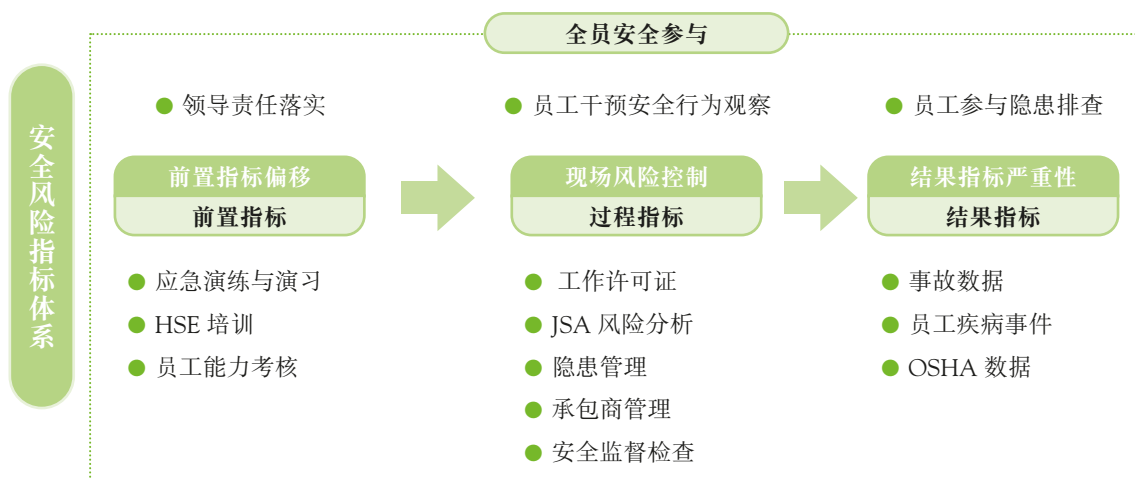 全员安全参与
安全风险指标体系
领导责任落实
员工干预安全行为观察
员工参与隐患排查
前置指标偏移
前置指标
现场风险控制
过程指标
结果指标严重性
结果指标
应急演练与演习
HSE 培训
员工能力考核
工作许可证
JSA 风险分析
隐患管理
承包商管理
安全监督检查
事故数据
员工疾病事件
OSHA 数据